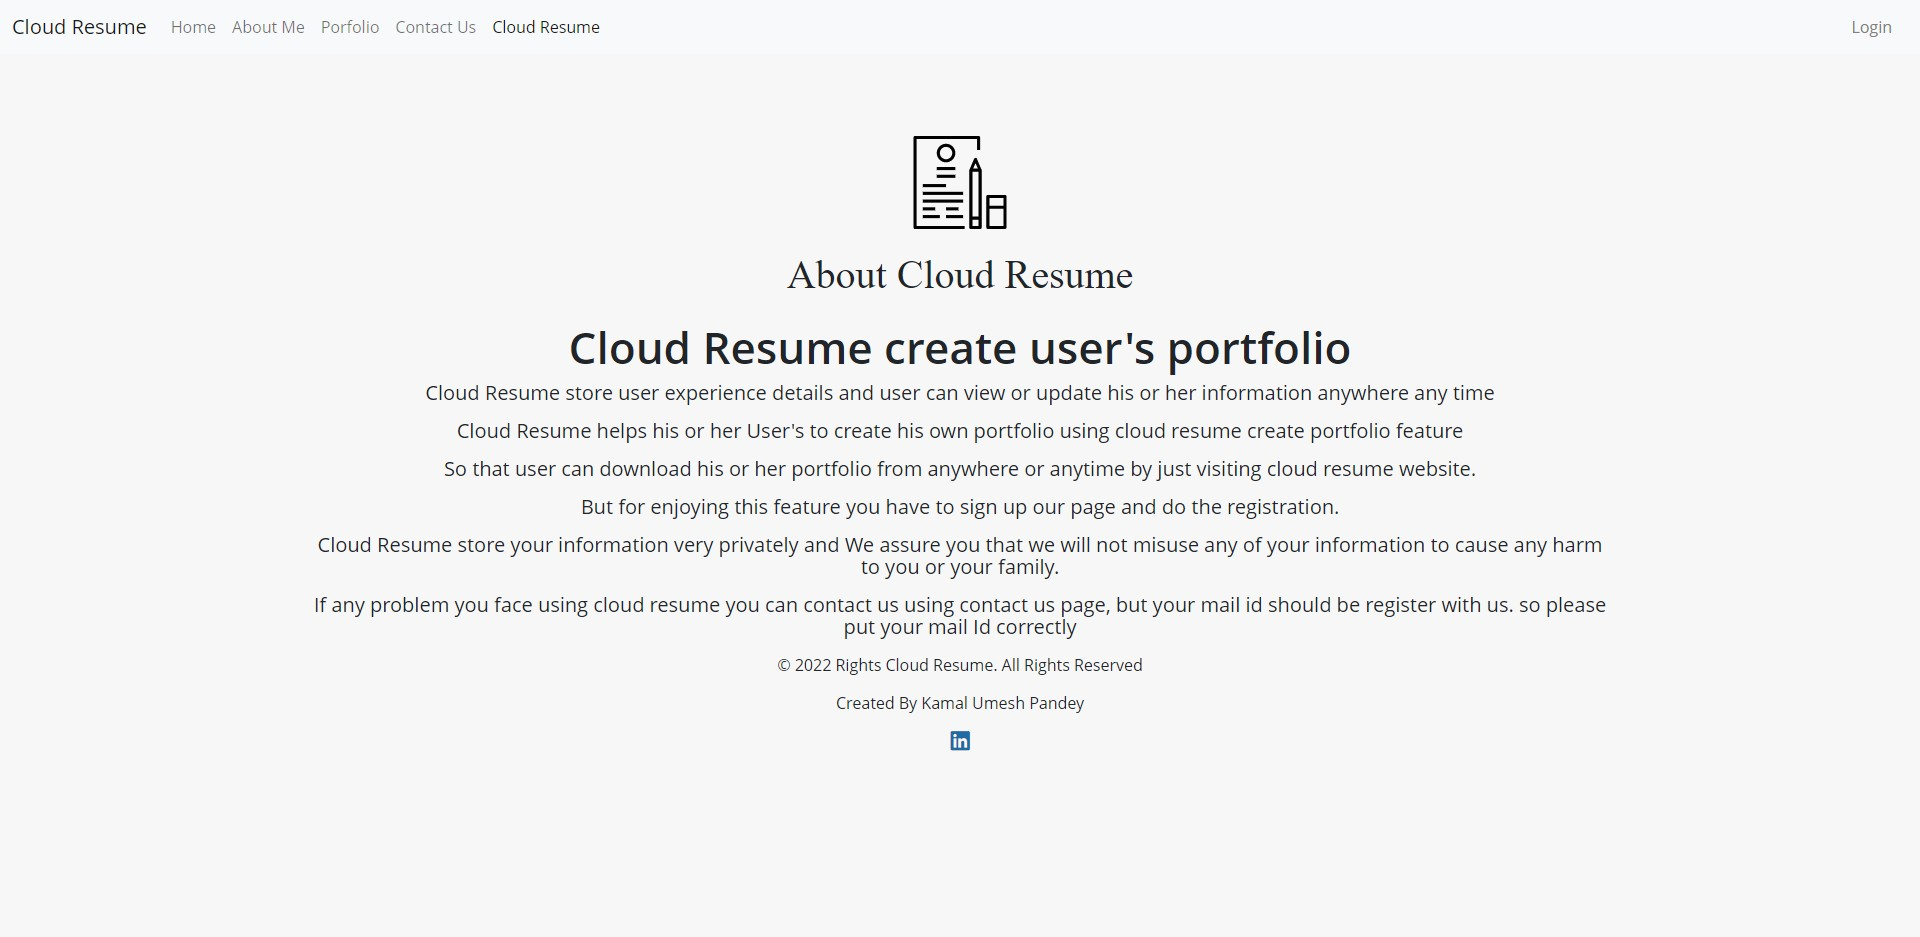 Cloud Resume Home About Me Porfolio Contact Us Cloud Resume Login
About Cloud Resume
Cloud Resume create user's portfolio
Cloud Resume store user experience details and user can view or update his or her information anywhere any time
Cloud Resume helps his or her User's to create his own portfolio using cloud resume create portfolio feature
So that user can download his or her portfolio from anywhere or anytime by just visiting cloud resume website.
But for enjoying this feature you have to sign up our page and do the registration.
Cloud Resume store your information very privately and We assure you that we will not misuse any of your information to cause any harm
to you or your family.
If any problem you face using cloud resume you can contact us using contact us page, but your mail id should be register with us. so please
put your mail Id correctly
© 2022 Rights Cloud Resume. All Rights Reserved
Created By Kamal Umesh Pandey
in